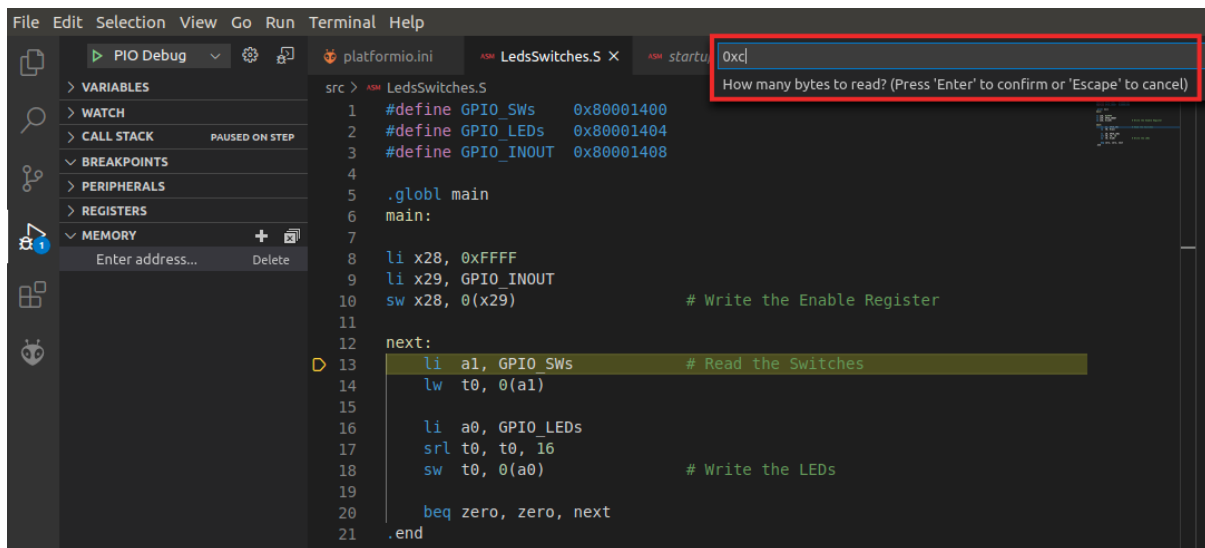 File Edit Selection View Go Run Terminal Help
PIO Debug
platformio.ini
ASM LedsSwitches.S
ASM
0xc
How many bytes to read? (Press 'Enter' to confirm or 'Escape' to cancel)
VARIABLES
WATCH
CALL STACK PAUSED ON STEP
BREAKPOINTS
PERIPHERALS
REGISTERS
MEMORY
Enter address... Delete
1
src > ASM LedsSwitches.S
1 #define GPIO_SWs 0x80001400
2 #define GPIO_LEDs 0x80001404
3 #define GPIO_INOUT 0x80001408
4
5 .globl main
6 main:
7
8 li x28, 0xFFFF
9 li x29, GPIO_INOUT
10 sw x28, 0(x29) # Write the Enable Register
11
12 next:
13 li a1, GPIO_SWs # Read the Switches
14 lw t0, 0(a1)
15
16 li a0, GPIO_LEDs
17 srl t0, t0, 16
18 sw t0, 0(a0) # Write the LEDs
19
20 beq zero, zero, next
21 .end